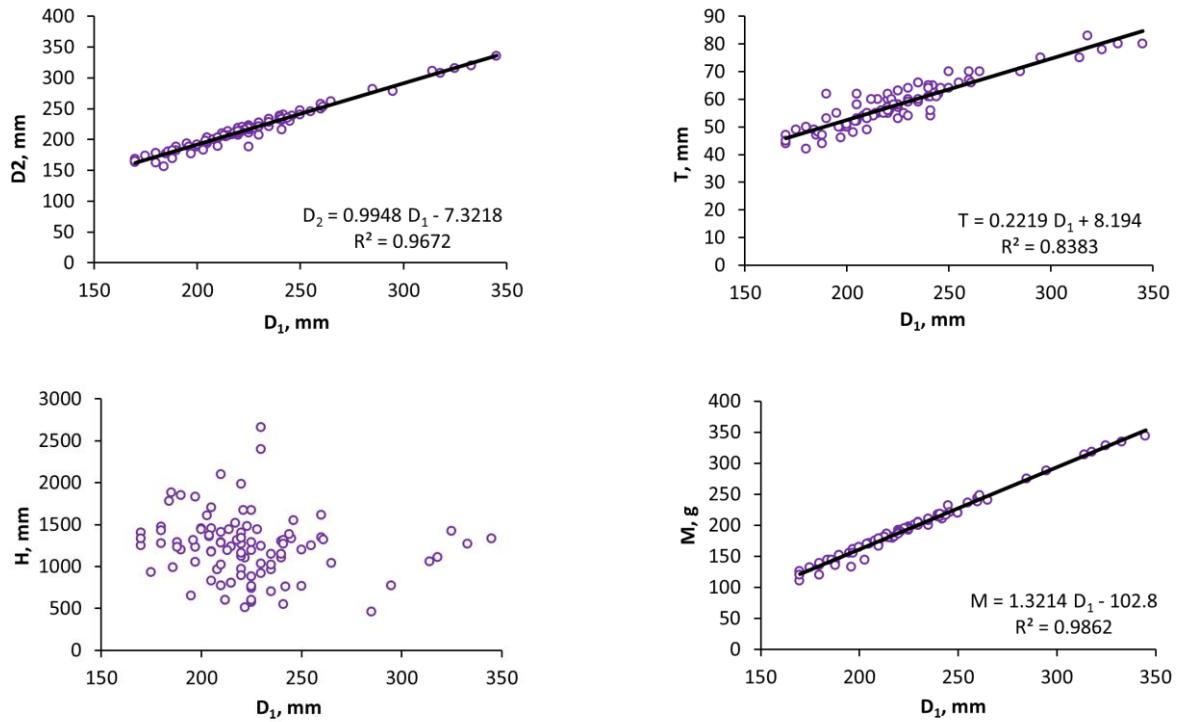 400
350
300
250
200
150
100
50
0
D2, mm
D₂ = 0.9948 D₁ - 7.3218
R² = 0.9672
150 200 250 300 350
D₁, mm
90
80
70
60
50
40
30
20
10
0
T, mm
T = 0.2219 D₁ + 8.194
R² = 0.8383
150 200 250 300 350
D₁, mm
3000
2500
2000
1500
1000
500
0
H, mm
100 150 200 250 300 350
D₁, mm
400
350
300
250
200
150
100
50
0
M, g
M = 1.3214 D₁ - 102.8
R² = 0.9862
150 200 250 300 350
D₁, mm